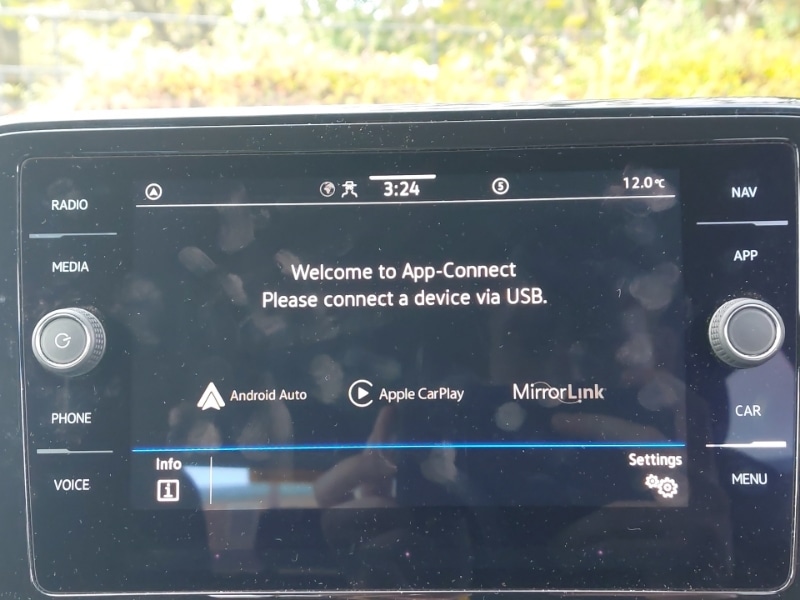 RADIO
MEDIA
PHONE
VOICE
3:24
5
12.0°C
Welcome to App-Connect
Please connect a device via USB.
Android Auto
Apple CarPlay
MirrorLink
Info
i
Settings
NAV
APP
CAR
MENU